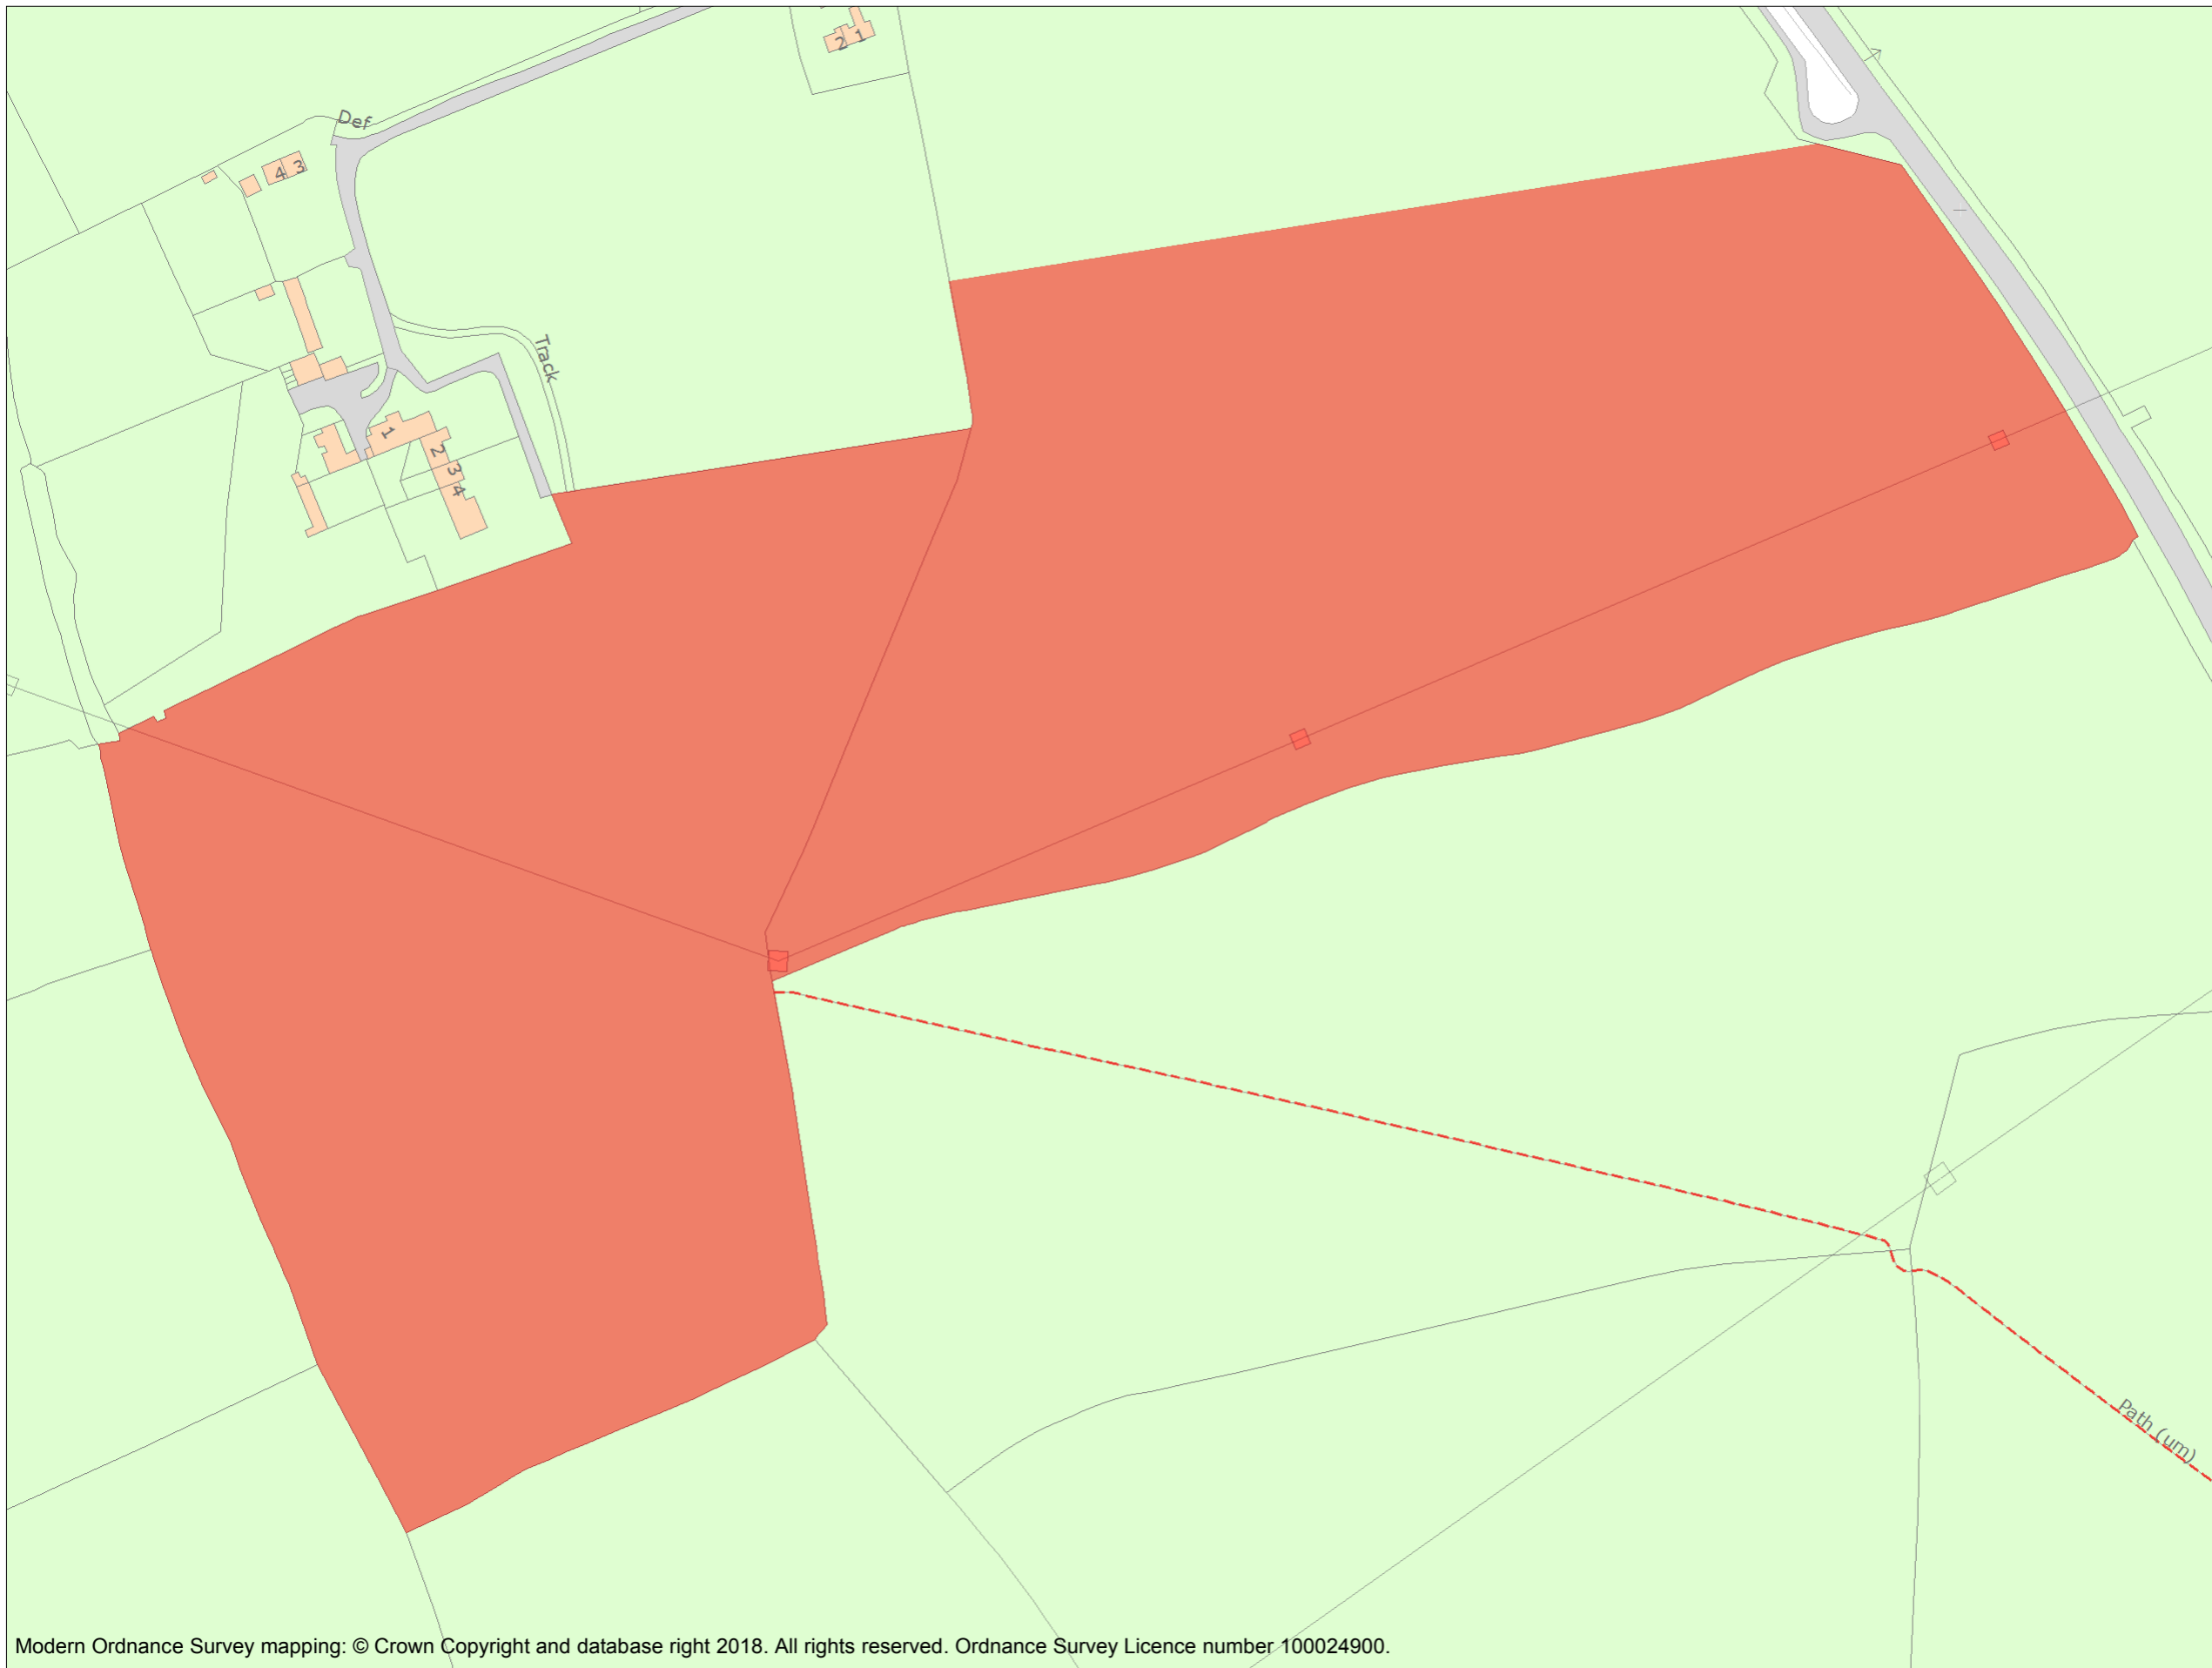 2 1
Def
4 3
Track
1
2
3
4
Path (um)
Modern Ordnance Survey mapping: © Crown Copyright and database right 2018. All rights reserved. Ordnance Survey Licence number 100024900.